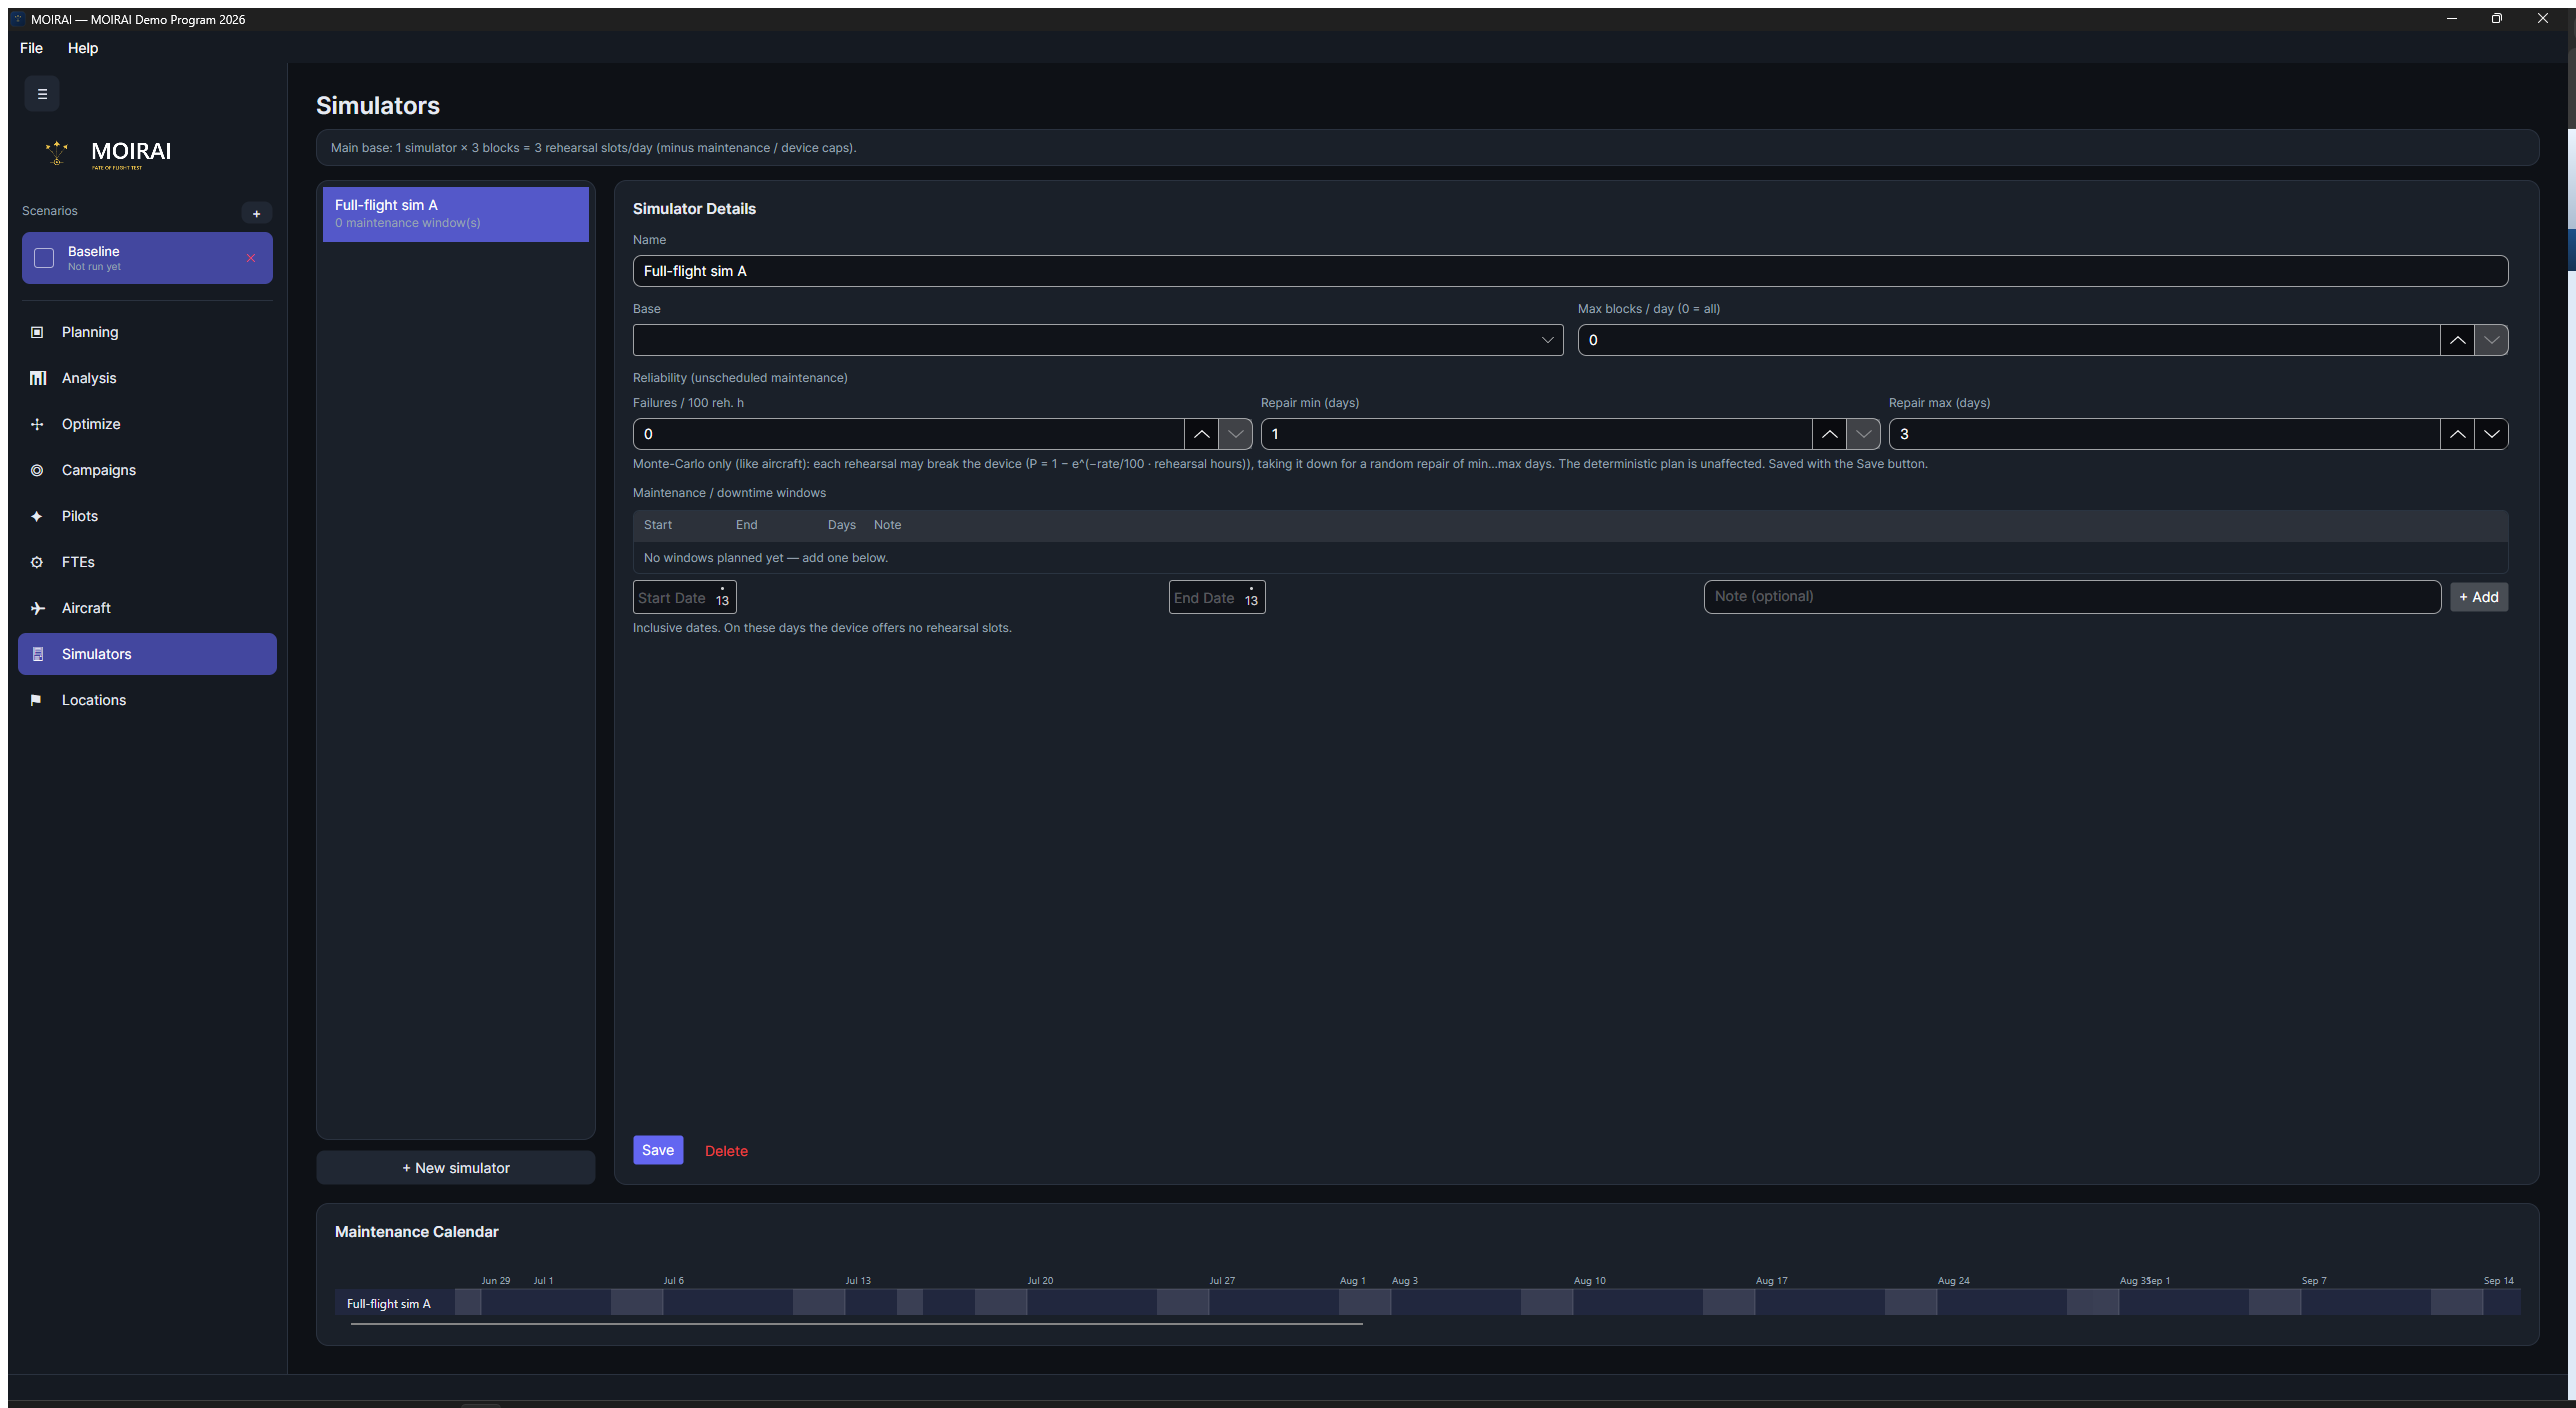 MOIRAI — MOIRAI Demo Program 2026
File Help
MOIRAI
FATE OF FLIGHT TEST
Scenarios
+
Baseline
Not run yet
Planning
Analysis
Optimize
Campaigns
Pilots
FTEs
Aircraft
Simulators
Locations
Simulators
Main base: 1 simulator × 3 blocks = 3 rehearsal slots/day (minus maintenance / device caps).
Full-flight sim A
0 maintenance window(s)
+ New simulator
Simulator Details
Name
Full-flight sim A
Base Max blocks / day (0 = all)
0
Reliability (unscheduled maintenance)
Failures / 100 reh. h Repair min (days) Repair max (days)
0 1 3
Monte-Carlo only (like aircraft): each rehearsal may break the device (P = 1 − e^(−rate/100 · rehearsal hours)), taking it down for a random repair of min…max days. The deterministic plan is unaffected. Saved with the Save button.
Maintenance / downtime windows
Start End Days Note
No windows planned yet — add one below.
Start Date 13 End Date 13 Note (optional) + Add
Inclusive dates. On these days the device offers no rehearsal slots.
Save Delete
Maintenance Calendar
Jun 29 Jul 1 Jul 6 Jul 13 Jul 20 Jul 27 Aug 1 Aug 3 Aug 10 Aug 17 Aug 24 Aug 31 Sep 1 Sep 7 Sep 14
Full-flight sim A